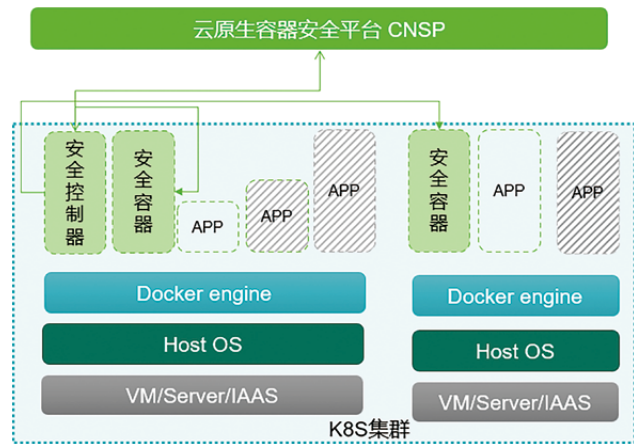 云原生容器安全平台 CNSP
安全控制器
安全容器
APP
APP
APP
安全容器
APP
APP
Docker engine
Docker engine
Host OS
Host OS
VM/Server/IAAS
VM/Server/IAAS
K8S集群